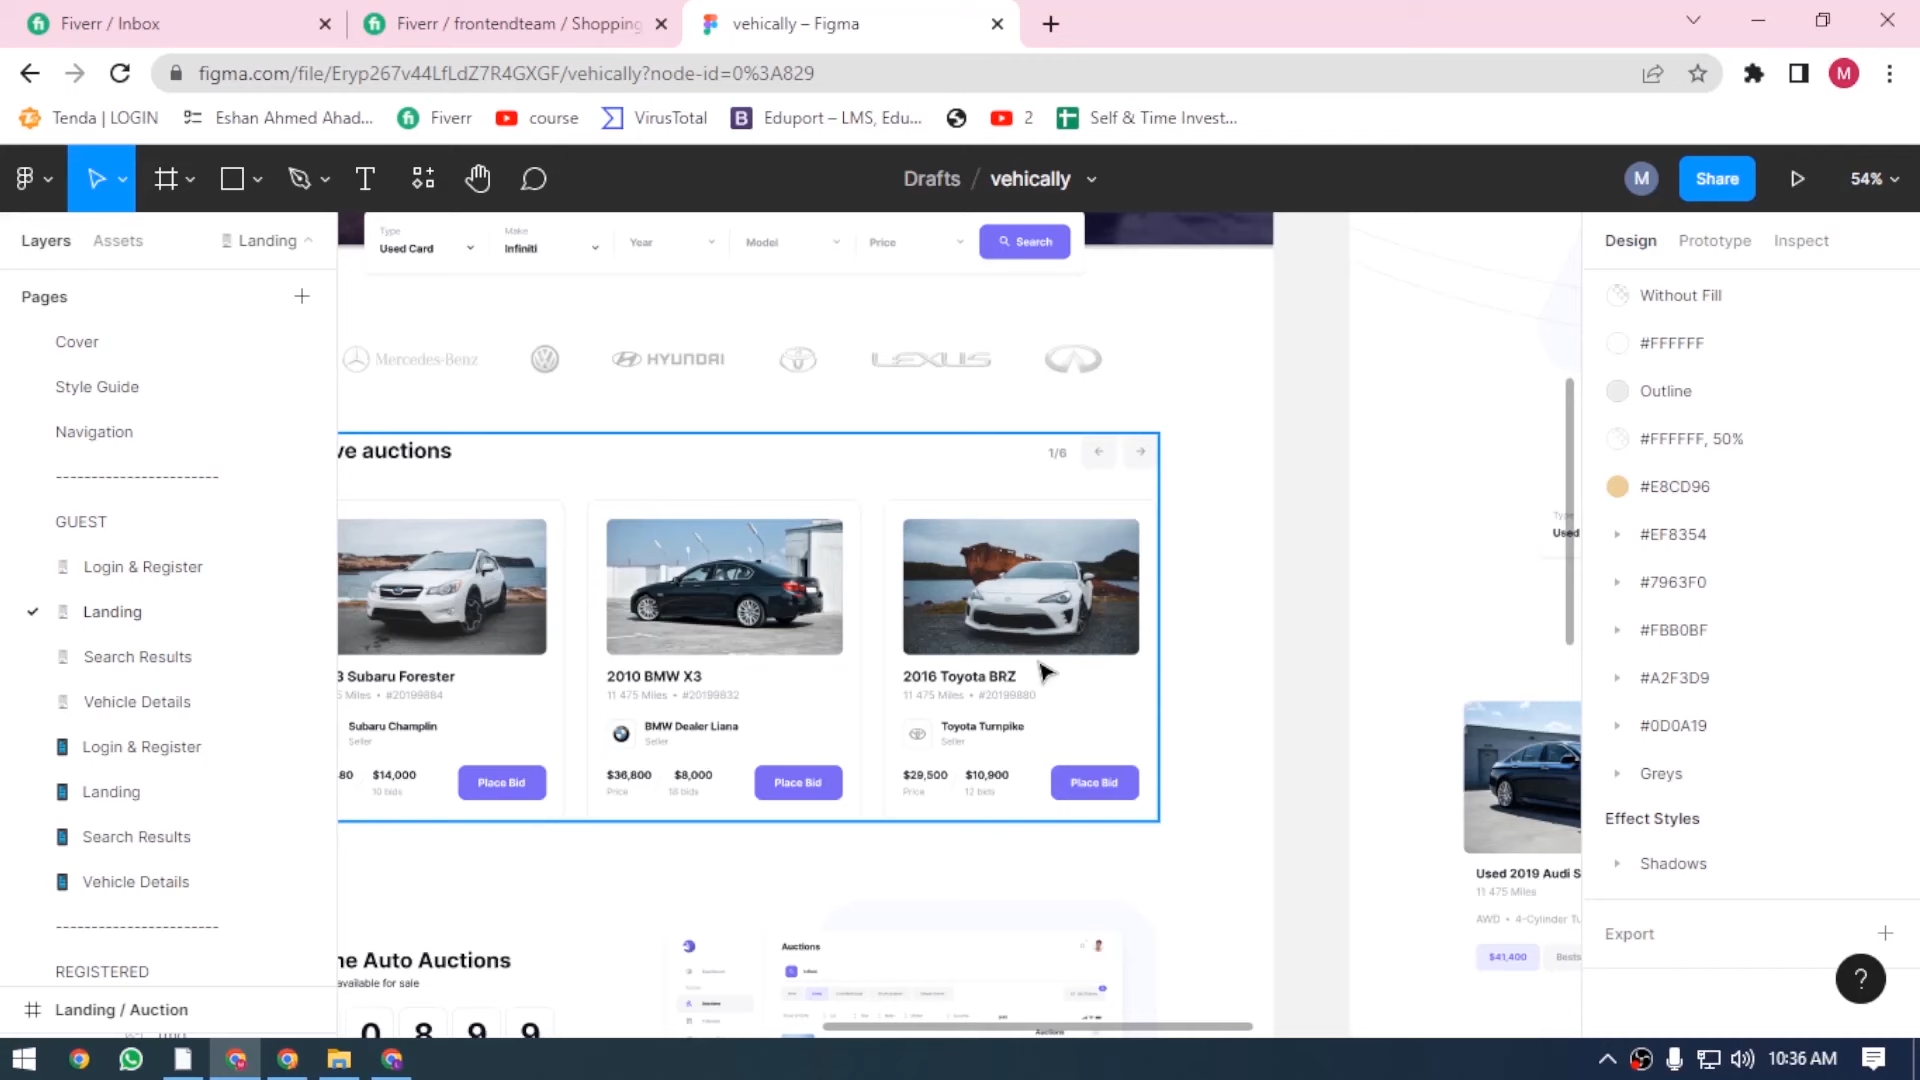 Fiverr / Inbox
Fiverr / frontendteam / Shopping
vehically – Figma
figma.com/file/Eryp267v44LfLdZ7R4GXGF/vehically?node-id=0%3A829
M
Tenda | LOGIN
Eshan Ahmed Ahad...
Fiverr
course
VirusTotal
Eduport – LMS, Edu...
2
Self & Time Invest...
Drafts / vehically
M
Share
54%
Layers
Assets
Landing
Pages
Cover
Style Guide
Navigation
------------------------
GUEST
Login & Register
Landing
Search Results
Vehicle Details
Login & Register
Landing
Search Results
Vehicle Details
------------------------
REGISTERED
Landing / Auction
Type
Used Card
Make
Infiniti
Year
Model
Price
Search
Mercedes-Benz
HYUNDAI
LEXUS
ve auctions
1/6
3 Subaru Forester
5 Miles • #20199884
Subaru Champlin
Seller
80
$14,000
10 bids
Place Bid
2010 BMW X3
11 475 Miles • #20199832
BMW Dealer Liana
Seller
$36,800
Price
$8,000
18 bids
Place Bid
2016 Toyota BRZ
11 475 Miles • #20199880
Toyota Turnpike
Seller
$29,500
Price
$10,900
12 bids
Place Bid
ne Auto Auctions
available for sale
0 8 9 9
Auctions
Auctions
Type
Used
Used 2019 Audi S
11 475 Miles
AWD • 4-Cylinder Tu
$41,400
Bests
Design
Prototype
Inspect
Without Fill
#FFFFFF
Outline
#FFFFFF, 50%
#E8CD96
#EF8354
#7963F0
#FBB0BF
#A2F3D9
#0D0A19
Greys
Effect Styles
Shadows
Export
?
10:36 AM